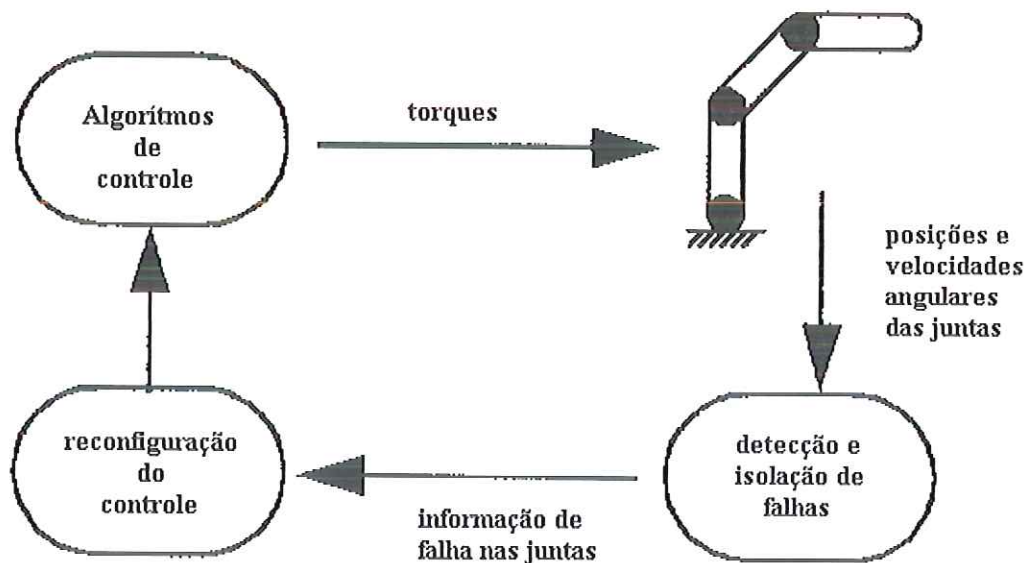 Algorítmos
de
controle
torques
posições e
velocidades
angulares
das juntas
reconfiguração
do
controle
informação de
falha nas juntas
detecção e
isolação de
falhas